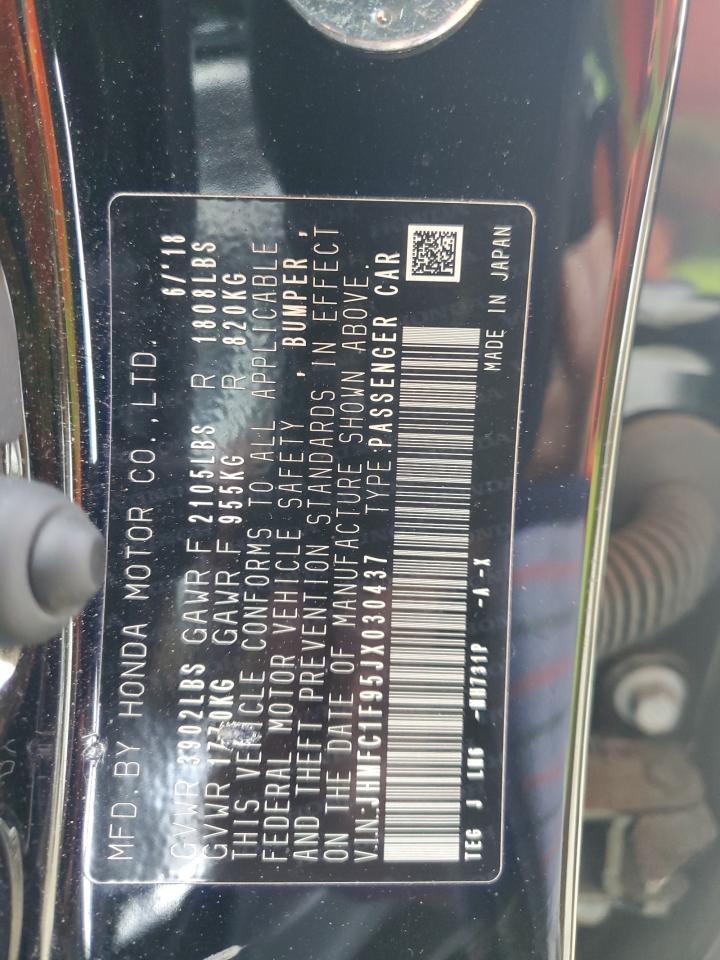 MFD. BY HONDA MOTOR CO., LTD. 6/'18
GVWR 3902LBS GAWR F 2105LBS R 1808LBS
GVWR 1770KG GAWR F 955KG R 820KG
THIS VEHICLE CONFORMS TO ALL APPLICABLE
FEDERAL MOTOR VEHICLE SAFETY , BUMPER ,
AND THEFT PREVENTION STANDARDS IN EFFECT
ON THE DATE OF MANUFACTURE SHOWN ABOVE.
V.I.N:JHMFC1F95JX030437 TYPE:PASSENGER CAR
TEG J LHG -NH731P -A -X MADE IN JAPAN